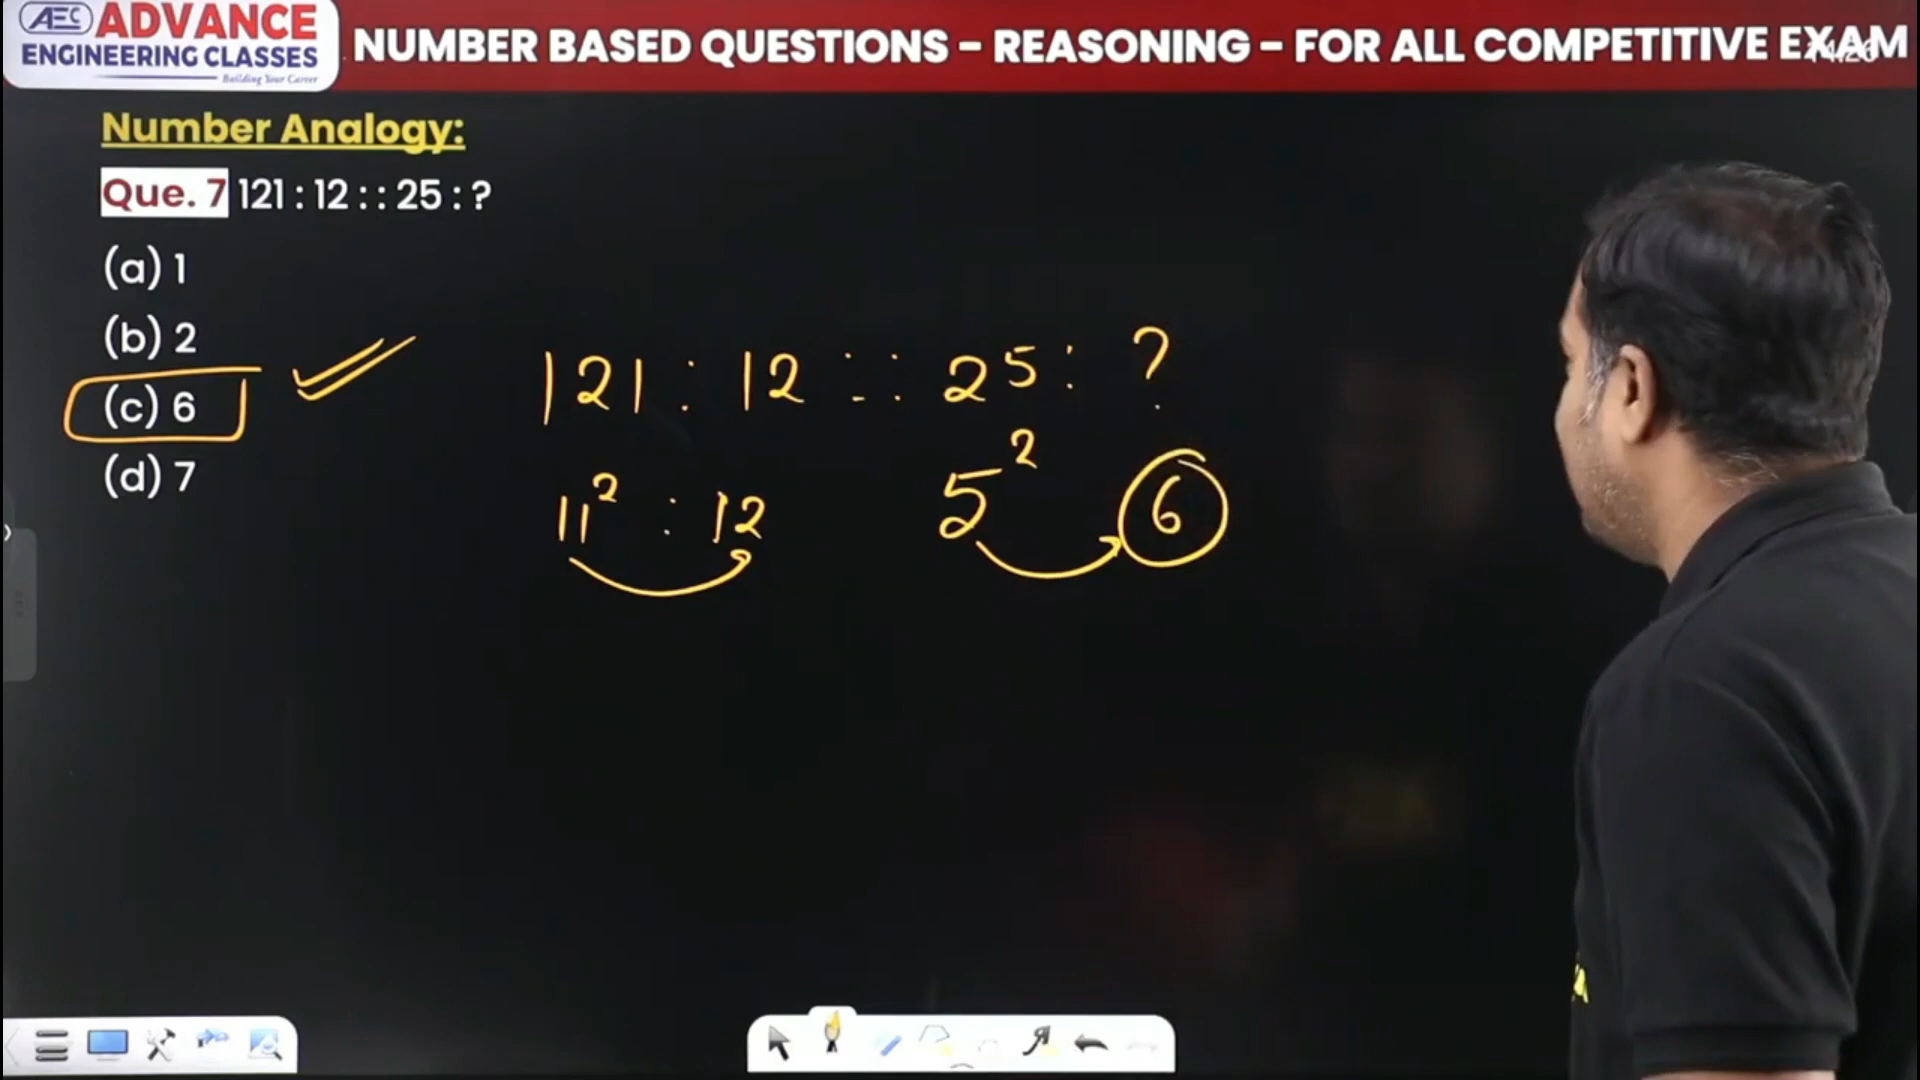 AEC ADVANCE
ENGINEERING CLASSES
Building Your Career
NUMBER BASED QUESTIONS - REASONING - FOR ALL COMPETITIVE EXAM
Number Analogy:
Que. 7 121 : 12 : : 25 : ?
(a) 1
(b) 2
(c) 6
(d) 7
121 : 12 : : 25 : ?
11² : 12 5² 6